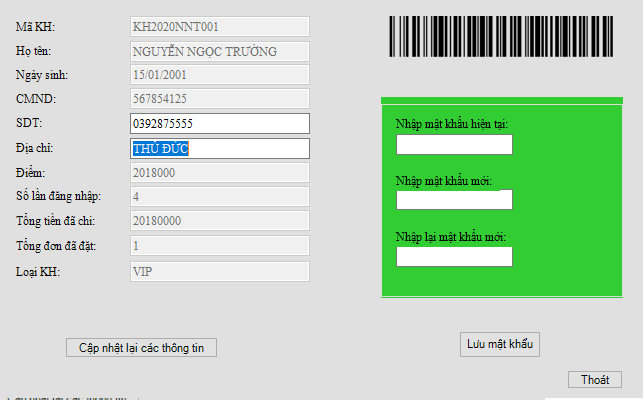 Mã KH: KH2020NNT001
Họ tên: NGUYỄN NGỌC TRƯỜNG
Ngày sinh: 15/01/2001
CMND: 567854125
SDT: 0392875555
Địa chỉ: THỦ ĐỨC
Điểm: 2018000
Số lần đăng nhập: 4
Tổng tiền đã chi: 20180000
Tổng đơn đã đặt: 1
Loại KH: VIP
Cập nhật lại các thông tin
Nhập mật khẩu hiện tại:
Nhập mật khẩu mới:
Nhập lại mật khẩu mới:
Lưu mật khẩu
Thoát